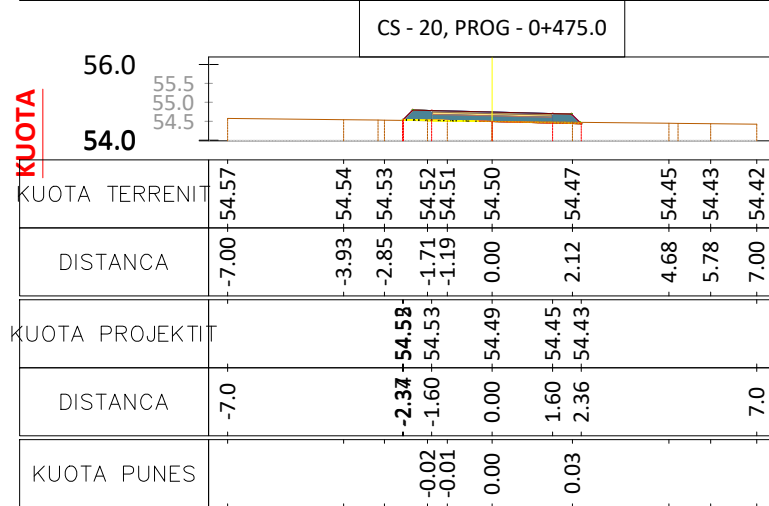 CS - 20, PROG - 0+475.0
KUOTA
56.0
55.5
55.0
54.5
54.0
KUOTA TERRENIT 54.57 54.54 54.53 54.52 54.51 54.50 54.47 54.45 54.43 54.42
DISTANCA -7.00 -3.93 -2.85 -1.71 -1.19 0.00 2.12 4.68 5.78 7.00
KUOTA PROJEKTIT 54.53 54.49 54.45 54.43
DISTANCA -7.0 -1.60 0.00 1.60 2.36 7.0
KUOTA PUNES -0.02 -0.01 0.00 0.03